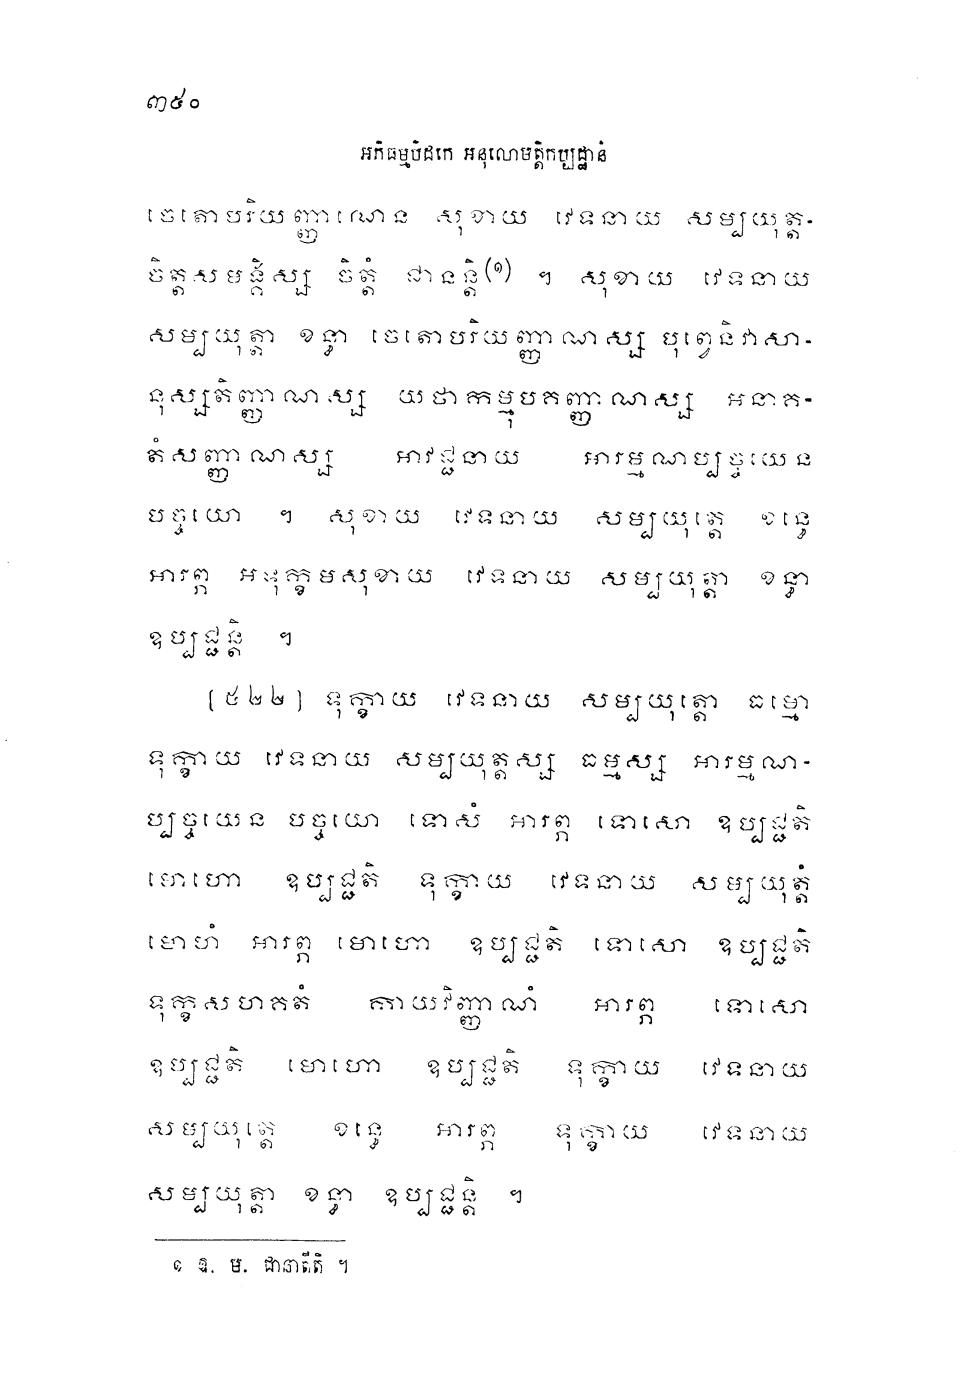 ៣៥០
អភិធម្មបិដកេ អនុលោមត្តិកប្បដ្ឋានំ
ចេតោបរិយញ្ញាណេន សុខាយ វេទនាយ សម្បយុត្ត-
ចិត្តសមង្គិស្ស ចិត្តំ ជានន្តិ(១) ។ សុខាយ វេទនាយ
សម្បយុត្តា ខន្ធា ចេតោបរិយញ្ញាណស្ស បុព្វេនិវាសា-
នុស្សតិញ្ញាណស្ស យថាកម្មុបគញ្ញាណស្ស អនាគ-
តំសញ្ញាណស្ស អាវជ្ជនាយ អារម្មណប្បច្ចយេន
បច្ចយោ ។ សុខាយ វេទនាយ សម្បយុត្តេ ខន្ធេ
អារព្ភ អទុក្ខមសុខាយ វេទនាយ សម្បយុត្តា ខន្ធា
ឧប្បជ្ជន្តិ ។
[៥២២] ទុក្ខាយ វេទនាយ សម្បយុត្តោ ធម្មោ
ទុក្ខាយ វេទនាយ សម្បយុត្តស្ស ធម្មស្ស អារម្មណ-
ប្បច្ចយេន បច្ចយោ ទោសំ អារព្ភ ទោសោ ឧប្បជ្ជតិ
មោហោ ឧប្បជ្ជតិ ទុក្ខាយ វេទនាយ សម្បយុត្តំ
មោហំ អារព្ភ មោហោ ឧប្បជ្ជតិ ទោសោ ឧប្បជ្ជតិ
ទុក្ខសហគតំ កាយវិញ្ញាណំ អារព្ភ ទោសោ
ឧប្បជ្ជតិ មោហោ ឧប្បជ្ជតិ ទុក្ខាយ វេទនាយ
សម្បយុត្តេ ខន្ធេ អារព្ភ ទុក្ខាយ វេទនាយ
សម្បយុត្តា ខន្ធា ឧប្បជ្ជន្តិ ។
១ ឱ. ម. ជានាតីតិ ។